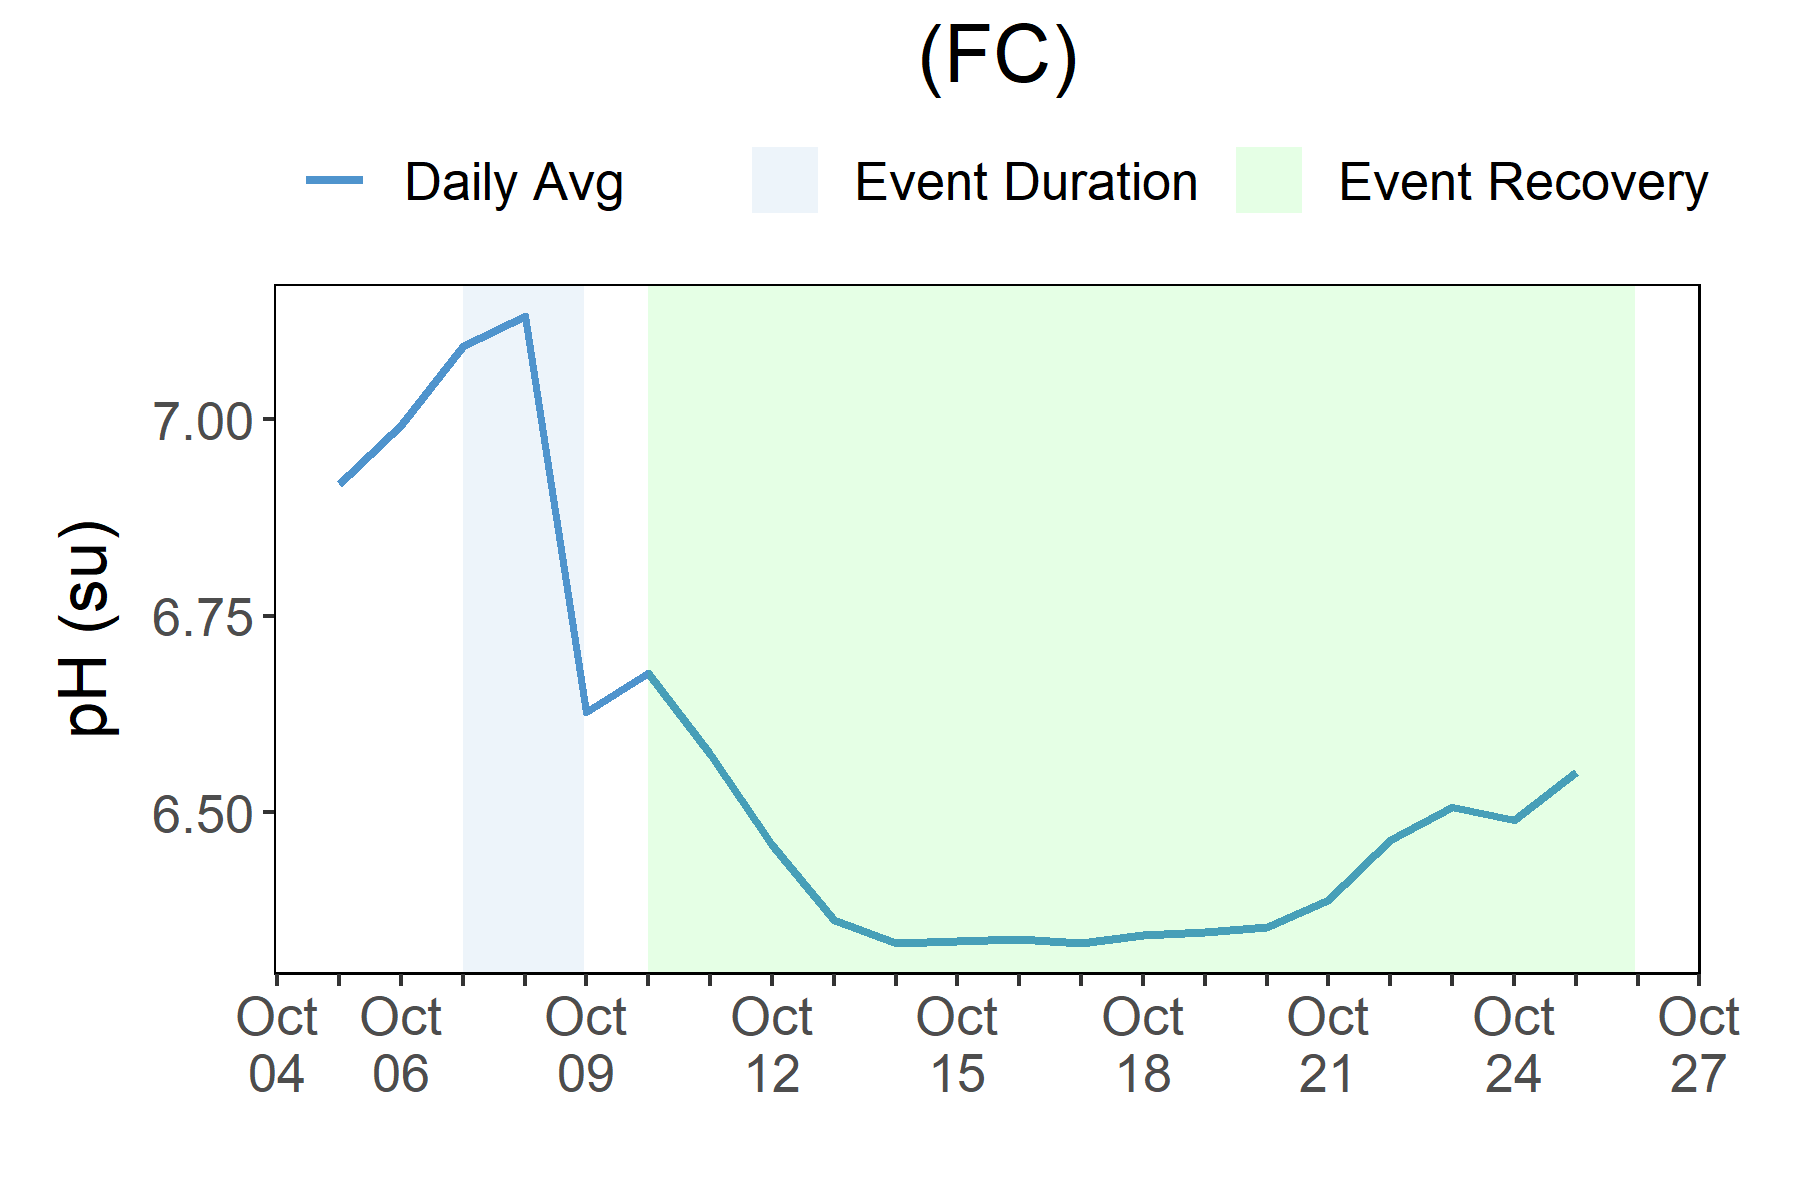 (FC)
Daily Avg
Event Duration
Event Recovery
pH (su)
7.00
6.75
6.50
Oct 04
Oct 06
Oct 09
Oct 12
Oct 15
Oct 18
Oct 21
Oct 24
Oct 27